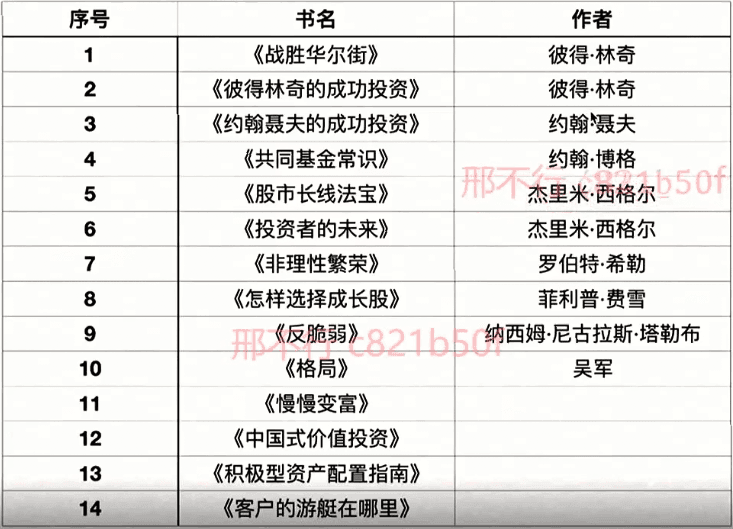 序号 书名 作者
1 《战胜华尔街》 彼得·林奇
2 《彼得林奇的成功投资》 彼得·林奇
3 《约翰聂夫的成功投资》 约翰·聂夫
4 《共同基金常识》 约翰·博格
邢不行 c821b50f
5 《股市长线法宝》 杰里米·西格尔
6 《投资者的未来》 杰里米·西格尔
7 《非理性繁荣》 罗伯特·希勒
8 《怎样选择成长股》 菲利普·费雪
9 《反脆弱》 纳西姆·尼古拉斯·塔勒布
邢不行 c821b50f
10 《格局》 吴军
11 《慢慢变富》
12 《中国式价值投资》
13 《积极型资产配置指南》
14 《客户的游艇在哪里》